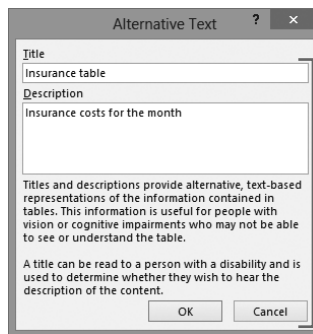 Alternative Text ? ×
Title
Insurance table
Description
Insurance costs for the month
Titles and descriptions provide alternative, text-based
representations of the information contained in
tables. This information is useful for people with
vision or cognitive impairments who may not be able
to see or understand the table.
A title can be read to a person with a disability and is
used to determine whether they wish to hear the
description of the content.
OK Cancel